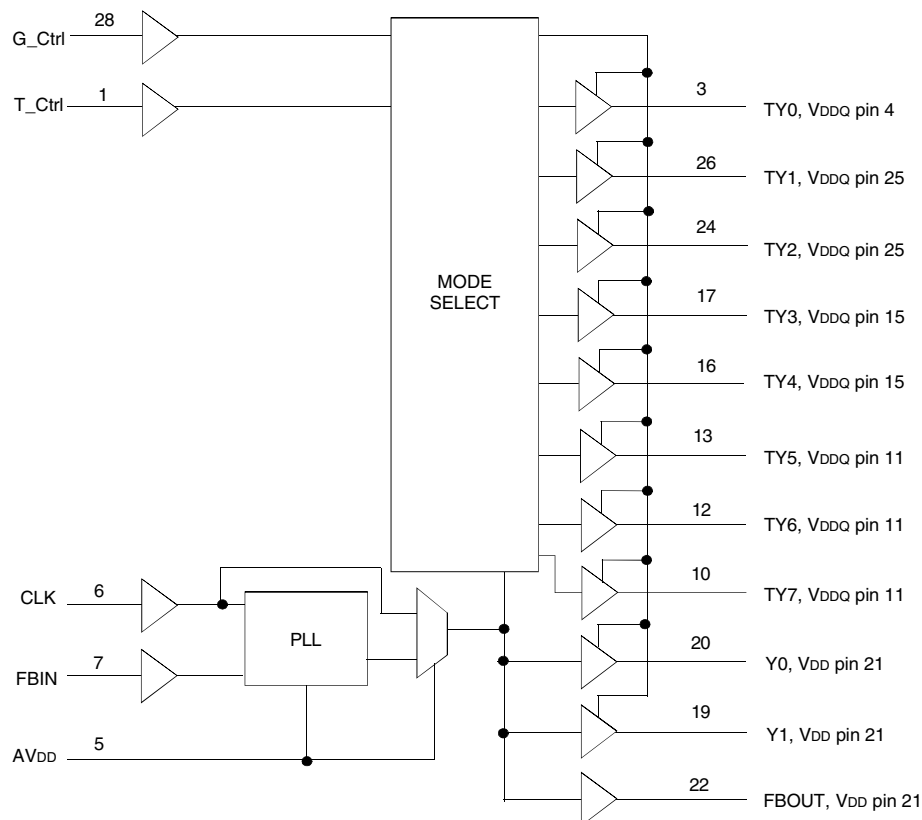 28
G_Ctrl
1
T_Ctrl
3
TY0, VDDQ pin 4
26
TY1, VDDQ pin 25
24
TY2, VDDQ pin 25
MODE
SELECT
17
TY3, VDDQ pin 15
16
TY4, VDDQ pin 15
13
TY5, VDDQ pin 11
12
TY6, VDDQ pin 11
10
TY7, VDDQ pin 11
6
CLK
PLL
20
Y0, VDD pin 21
7
FBIN
19
Y1, VDD pin 21
5
AVDD
22
FBOUT, VDD pin 21